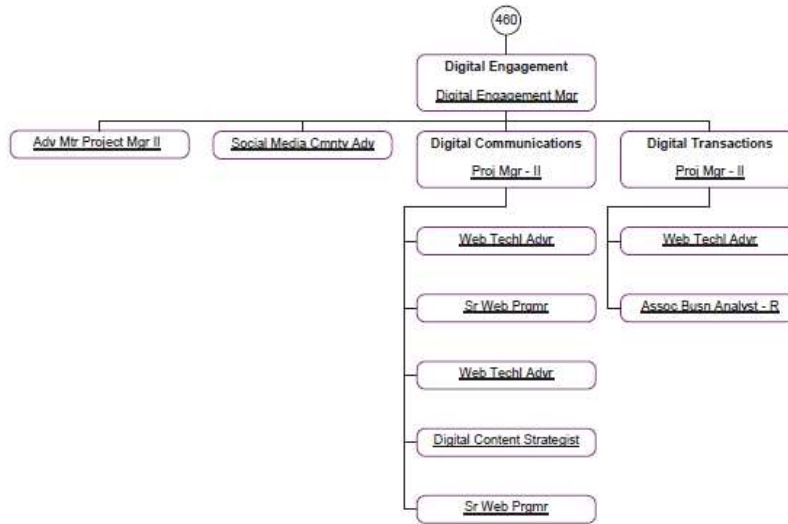 460
Digital Engagement
Digital Engagement Mgr
Adv Mtr Project Mgr II
Social Media Cmnty Adv
Digital Communications
Proj Mgr - II
Digital Transactions
Proj Mgr - II
Web Techl Advr
Sr Web Prgmr
Web Techl Advr
Digital Content Strategist
Sr Web Prgmr
Web Techl Advr
Assoc Busn Analyst - R